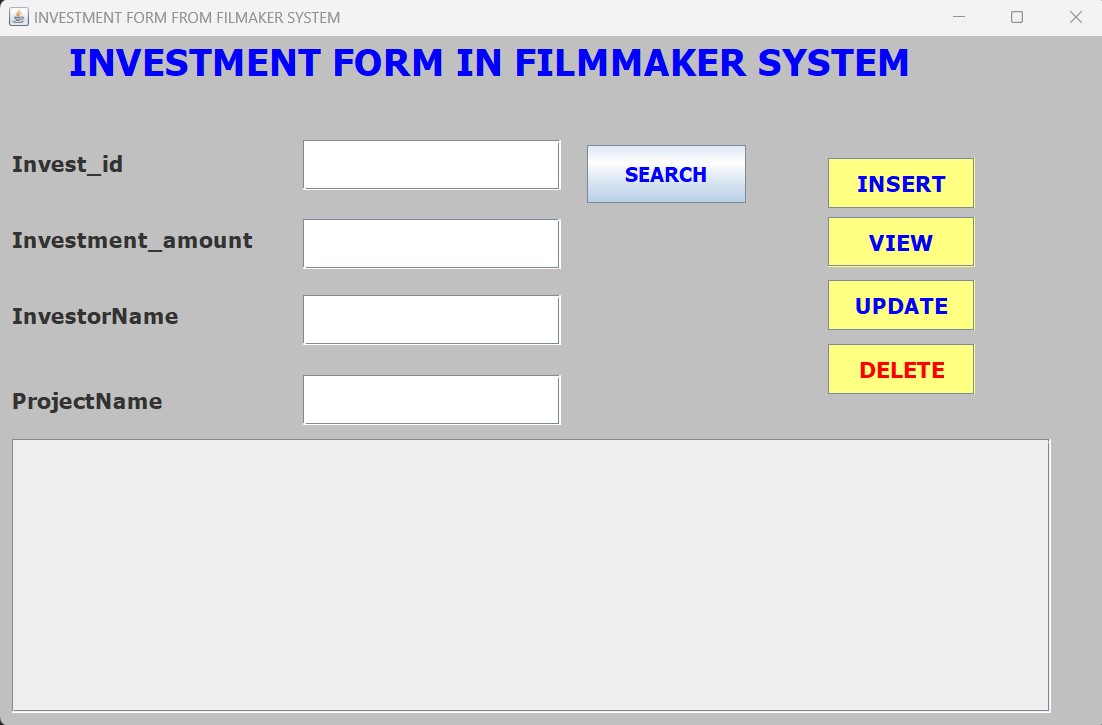 INVESTMENT FORM FROM FILMAKER SYSTEM
INVESTMENT FORM IN FILMMAKER SYSTEM
Invest_id
SEARCH
INSERT
Investment_amount
VIEW
InvestorName
UPDATE
DELETE
ProjectName